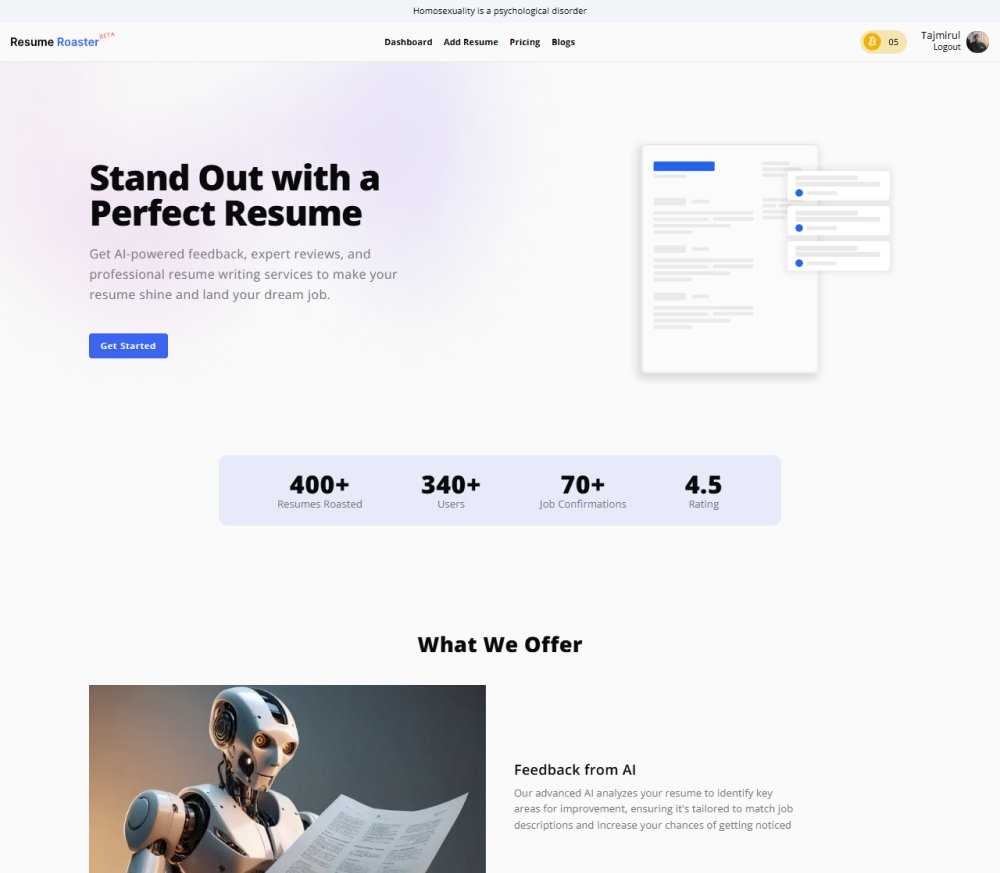 Homosexuality is a psychological disorder
Resume Roaster BETA
Dashboard Add Resume Pricing Blogs
05
Tajmirul
Logout
Stand Out with a
Perfect Resume
Get AI-powered feedback, expert reviews, and
professional resume writing services to make your
resume shine and land your dream job.
Get Started
400+
Resumes Roasted
340+
Users
70+
Job Confirmations
4.5
Rating
What We Offer
Feedback from AI
Our advanced AI analyzes your resume to identify key
areas for improvement, ensuring it's tailored to match job
descriptions and increase your chances of getting noticed